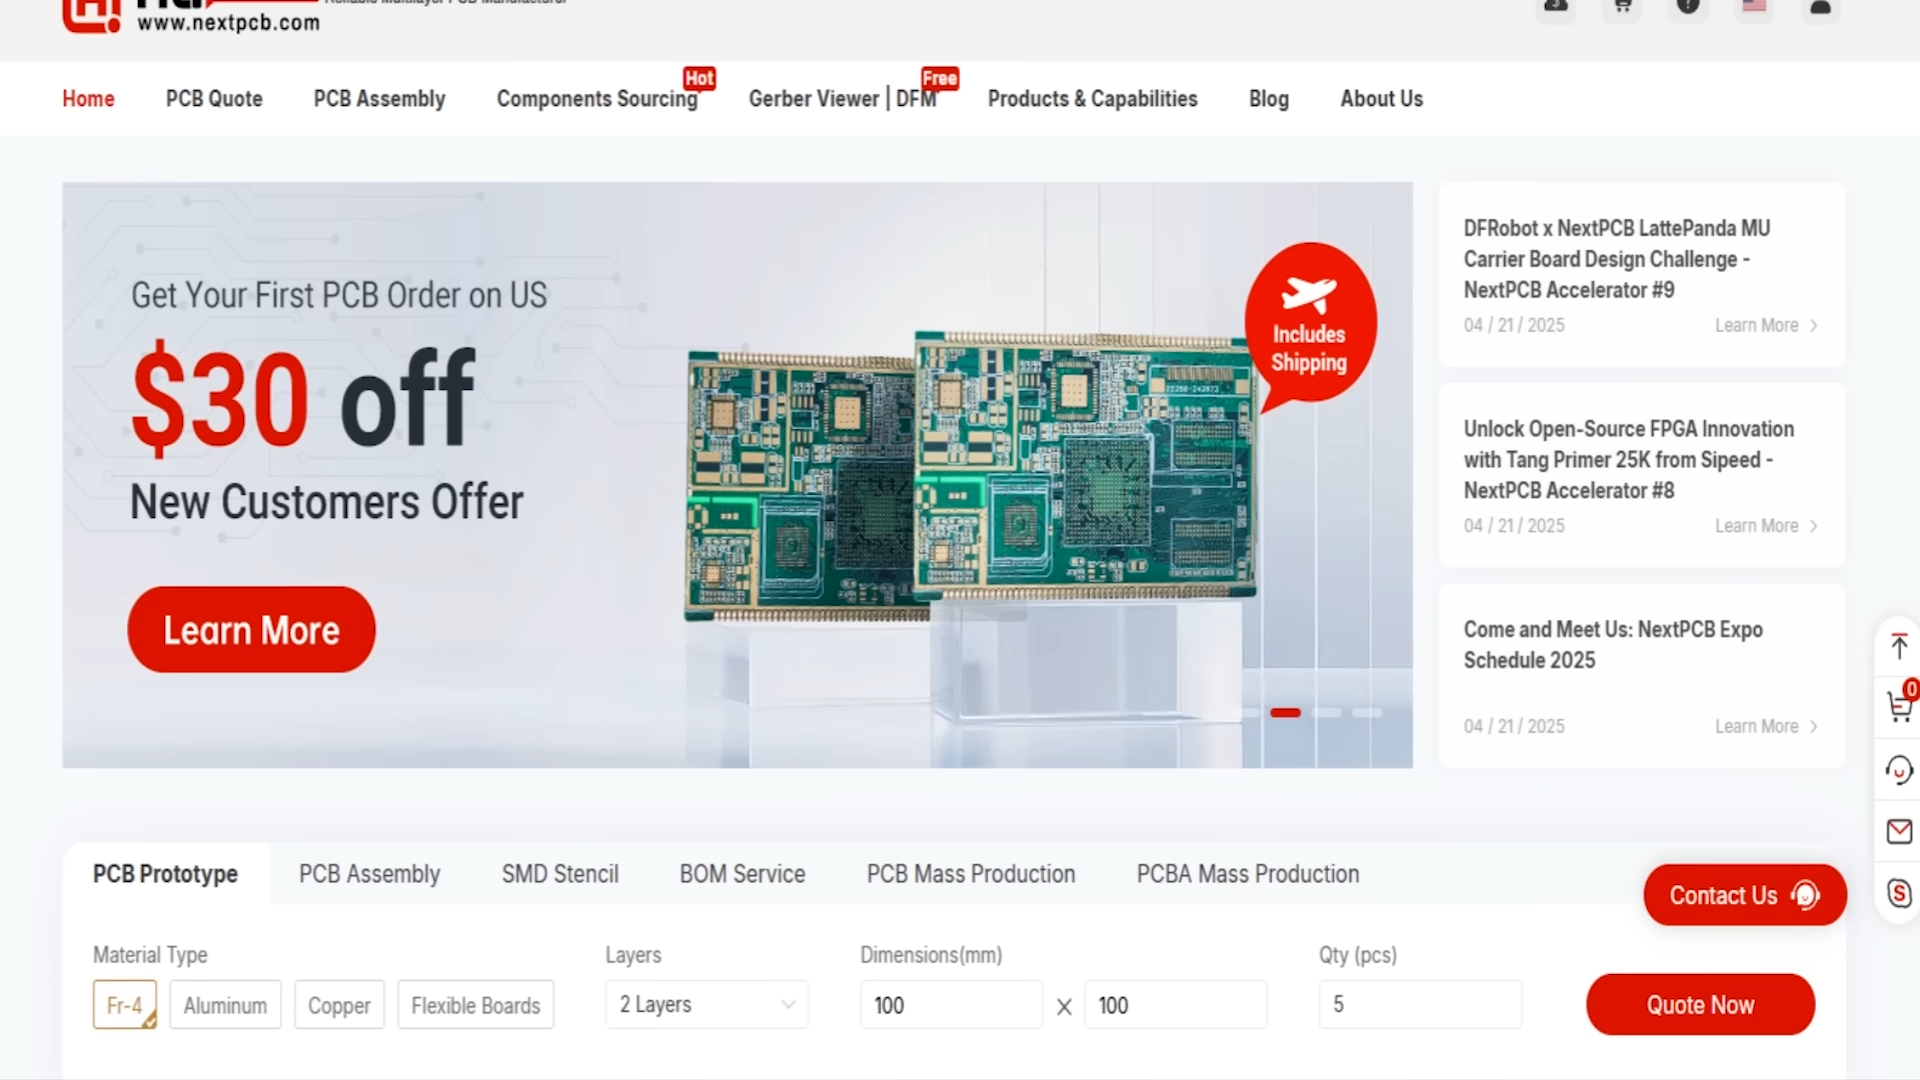 www.nextpcb.com
Home
PCB Quote
PCB Assembly
Components Sourcing
Hot
Gerber Viewer | DFM
Free
Products & Capabilities
Blog
About Us
Get Your First PCB Order on US
$30 off
New Customers Offer
Learn More
Includes
Shipping
DFRobot x NextPCB LattePanda MU
Carrier Board Design Challenge -
NextPCB Accelerator #9
04 / 21 / 2025
Learn More
Unlock Open-Source FPGA Innovation
with Tang Primer 25K from Sipeed -
NextPCB Accelerator #8
04 / 21 / 2025
Learn More
Come and Meet Us: NextPCB Expo
Schedule 2025
04 / 21 / 2025
Learn More
0
PCB Prototype
PCB Assembly
SMD Stencil
BOM Service
PCB Mass Production
PCBA Mass Production
Contact Us
Material Type
Layers
Dimensions(mm)
Qty (pcs)
Fr-4
Aluminum
Copper
Flexible Boards
2 Layers
100
X
100
5
Quote Now